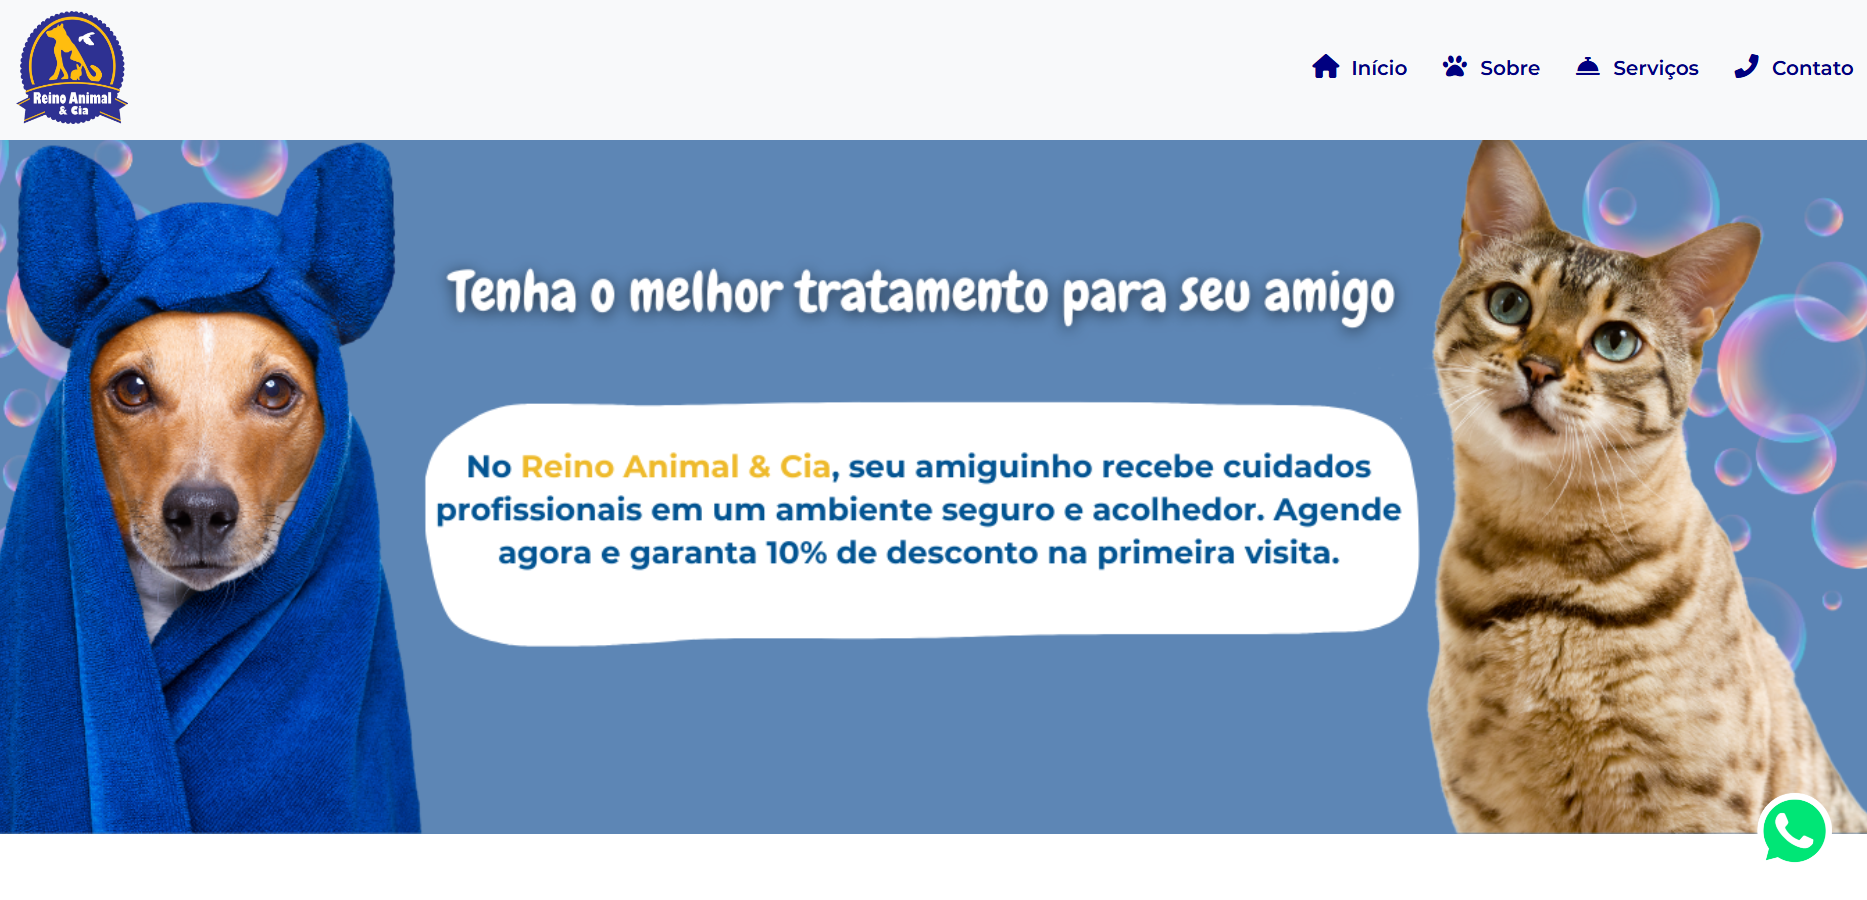 Reino Animal
& Cia
Início
Sobre
Serviços
Contato
Tenha o melhor tratamento para seu amigo
No Reino Animal & Cia, seu amiguinho recebe cuidados
profissionais em um ambiente seguro e acolhedor. Agende
agora e garanta 10% de desconto na primeira visita.